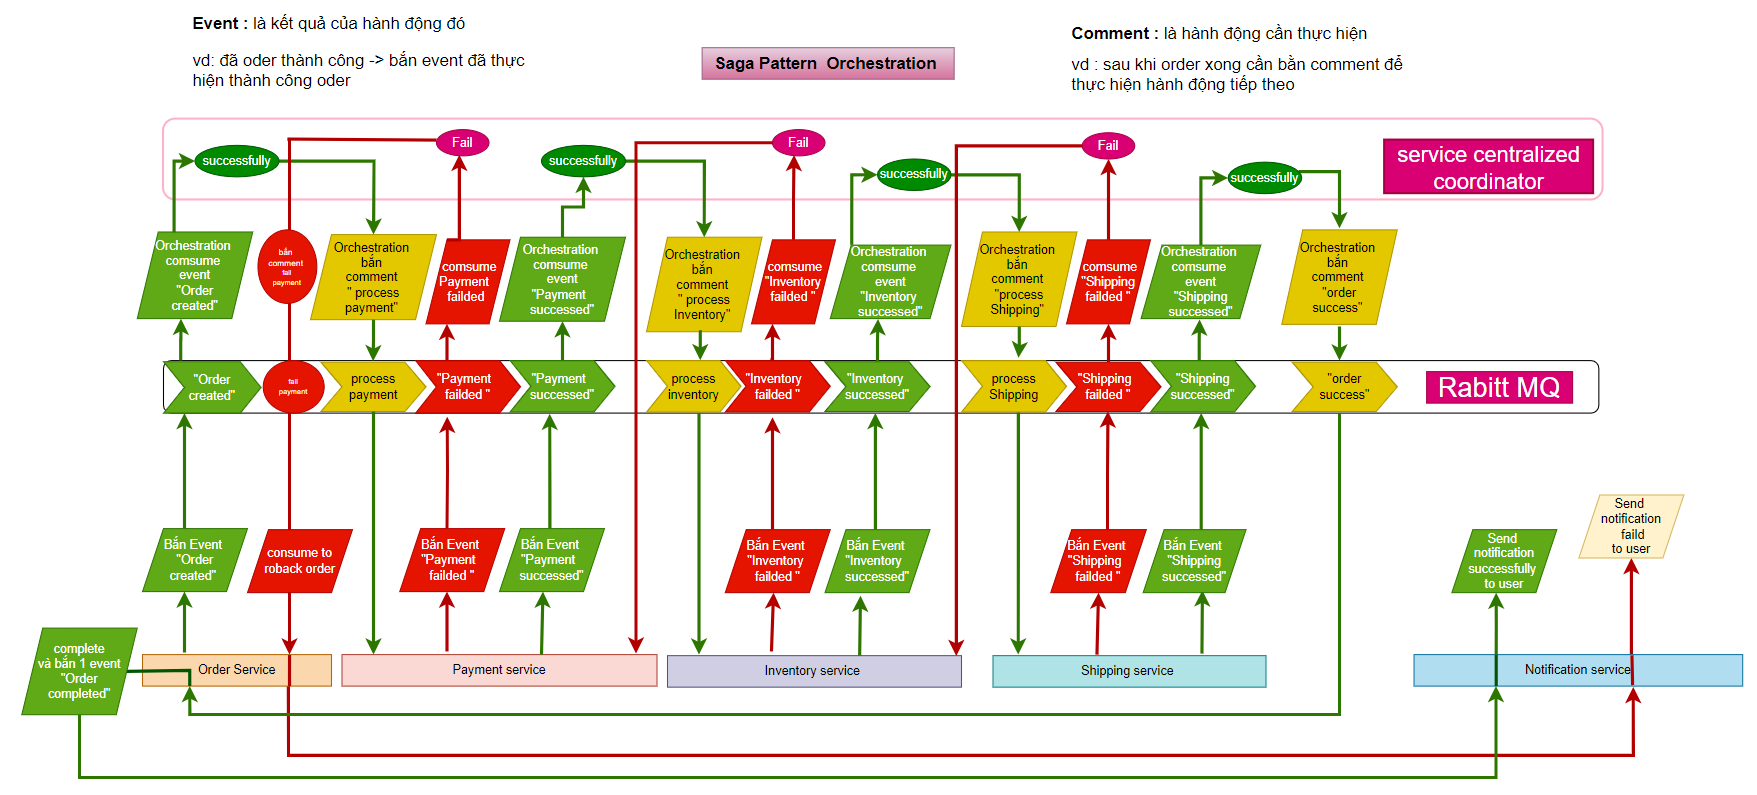 Event : là kết quả của hành động đó
vd: đã oder thành công -> bắn event đã thực
hiện thành công oder
Saga Pattern  Orchestration
Comment : là hành động cần thực hiện
vd : sau khi order xong cần bằn comment để
thực hiện hành động tiếp theo
successfully
Fail
successfully
Fail
successfully
Fail
successfully
service centralized
coordinator
Orchestration
comsume
event
"Order
created"
bắn
comment
fail
payment
Orchestration
bắn
comment
" process
payment"
comsume
Payment
failded
Orchestration
comsume
event
"Payment
successed"
Orchestration
bắn
comment
" process
Inventory"
comsume
"Inventory
failded "
Orchestration
comsume
event
"Inventory
successed"
Orchestration
bắn
comment
"process
Shipping"
comsume
"Shipping
failded "
Orchestration
comsume
event
"Shipping
successed"
Orchestration
bắn
comment
"order
success"
"Order
created"
fail
payment
process
payment
"Payment
failded "
"Payment
successed"
process
inventory
"Inventory
failded "
"Inventory
successed"
process
Shipping
"Shipping
failded "
"Shipping
successed"
"order
success"
Rabitt MQ
Bắn Event
"Order
created"
consume to
roback order
Bắn Event
"Payment
failded "
Bắn Event
"Payment
successed"
Bắn Event
"Inventory
failded "
Bắn Event
"Inventory
successed"
Bắn Event
"Shipping
failded "
Bắn Event
"Shipping
successed"
Send
notification
successfully
to user
Send
notification
faild
to user
complete
và bắn 1 event
"Order
completed"
Order Service
Payment service
Inventory service
Shipping service
Notification service